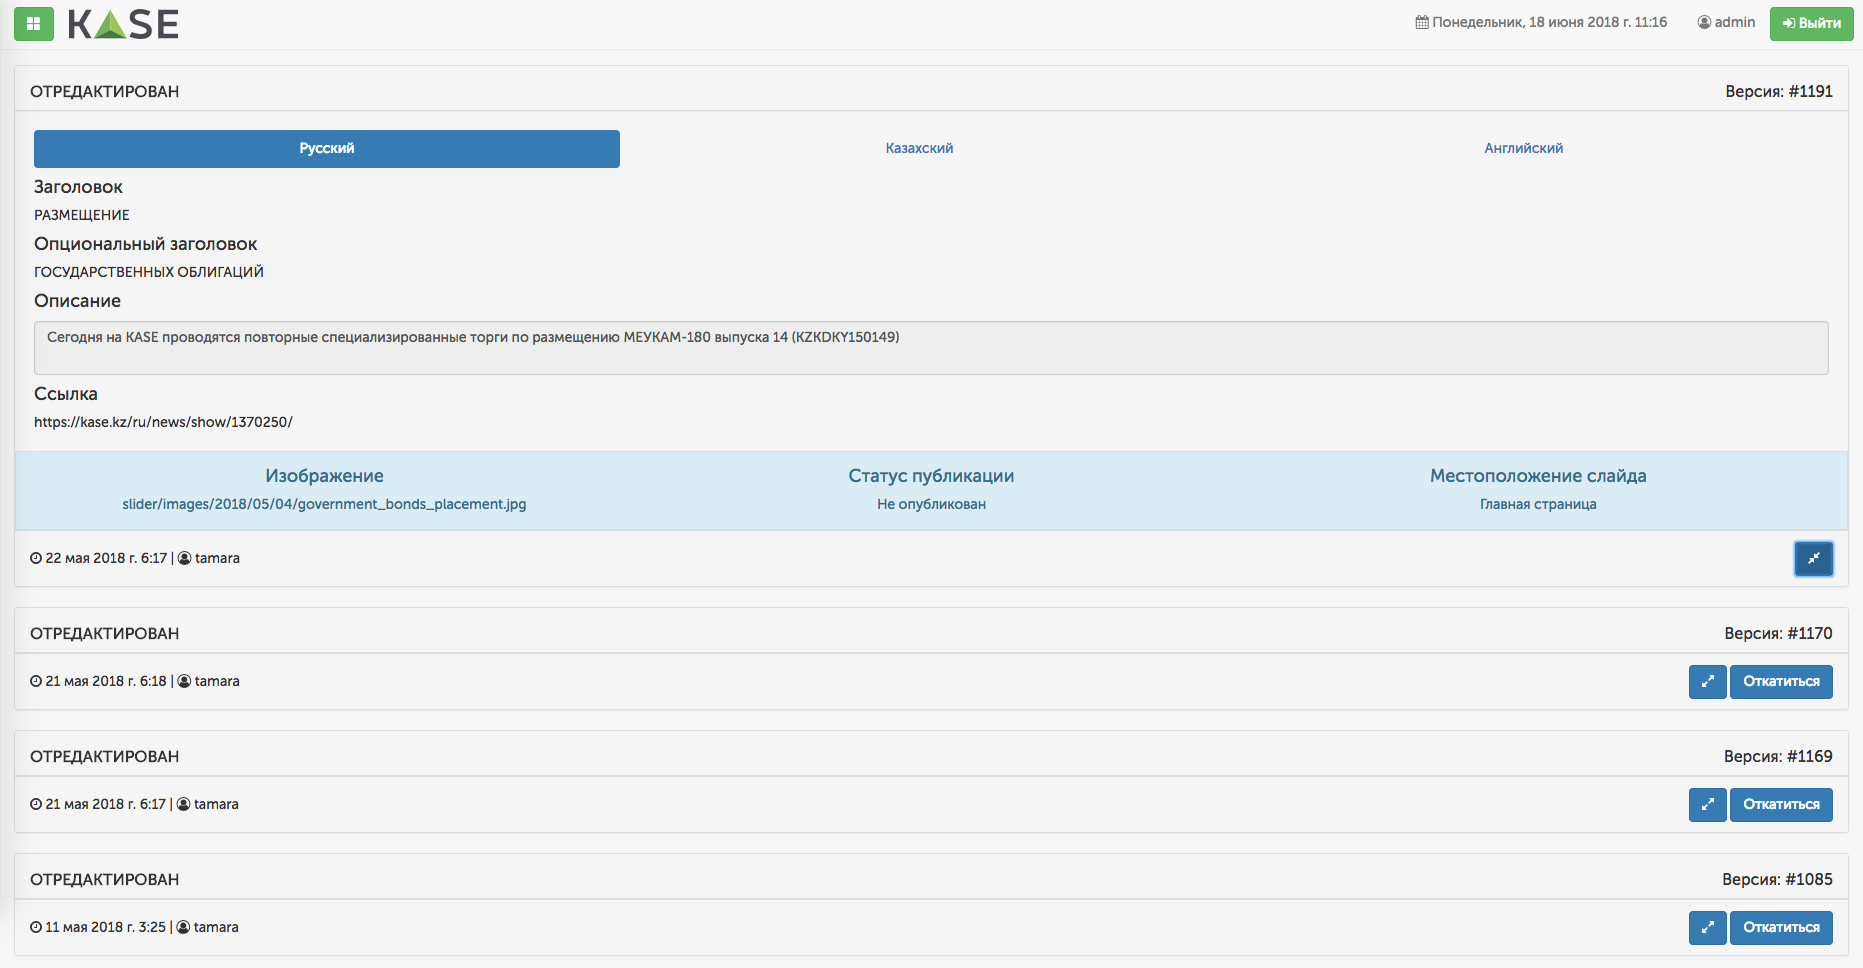 KASE
Понедельник, 18 июня 2018 г. 11:16
admin
Выйти
ОТРЕДАКТИРОВАН
Версия: #1191
Русский
Казахский
Английский
Заголовок
РАЗМЕЩЕНИЕ
Опциональный заголовок
ГОСУДАРСТВЕННЫХ ОБЛИГАЦИЙ
Описание
Сегодня на KASE проводятся повторные специализированные торги по размещению МЕУКАМ-180 выпуска 14 (KZKDKY150149)
Ссылка
https://kase.kz/ru/news/show/1370250/
Изображение
slider/images/2018/05/04/government_bonds_placement.jpg
Статус публикации
Не опубликован
Местоположение слайда
Главная страница
22 мая 2018 г. 6:17 | tamara
ОТРЕДАКТИРОВАН
Версия: #1170
21 мая 2018 г. 6:18 | tamara
Откатиться
ОТРЕДАКТИРОВАН
Версия: #1169
21 мая 2018 г. 6:17 | tamara
Откатиться
ОТРЕДАКТИРОВАН
Версия: #1085
11 мая 2018 г. 3:25 | tamara
Откатиться